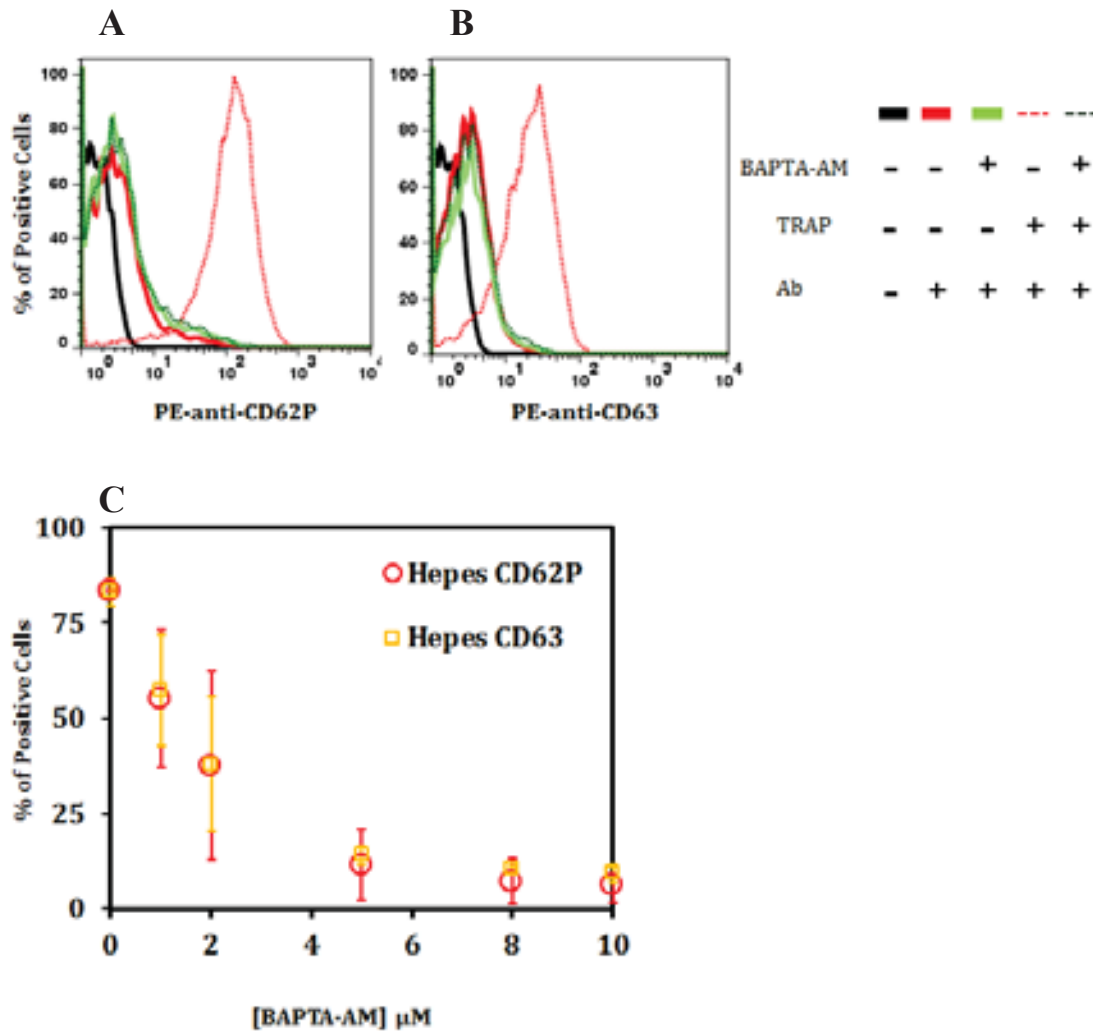 A
B
100
80
60
40
20
0
% of Positive Cells
10^0
10^1
10^2
10^3
10^4
PE-anti-CD62P
100
80
60
40
20
0
10^0
10^1
10^2
10^3
10^4
PE-anti-CD63
BAPTA-AM - - + - +
TRAP - - - + +
Ab - + + + +
C
100
75
50
25
0
% of Positive Cells
Hepes CD62P
Hepes CD63
0 2 4 6 8 10
[BAPTA-AM] µM